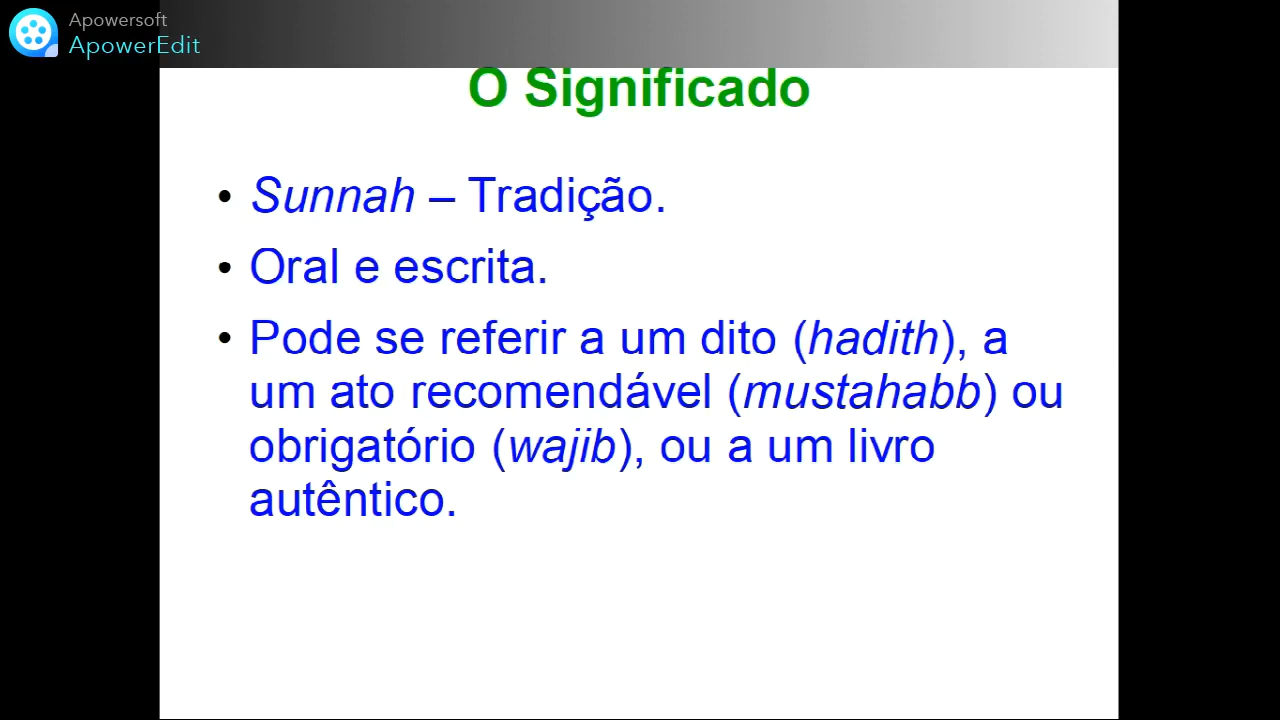 Apowersoft
ApowerEdit
O Significado
• Sunnah – Tradição.
• Oral e escrita.
• Pode se referir a um dito (hadith), a
um ato recomendável (mustahabb) ou
obrigatório (wajib), ou a um livro
autêntico.